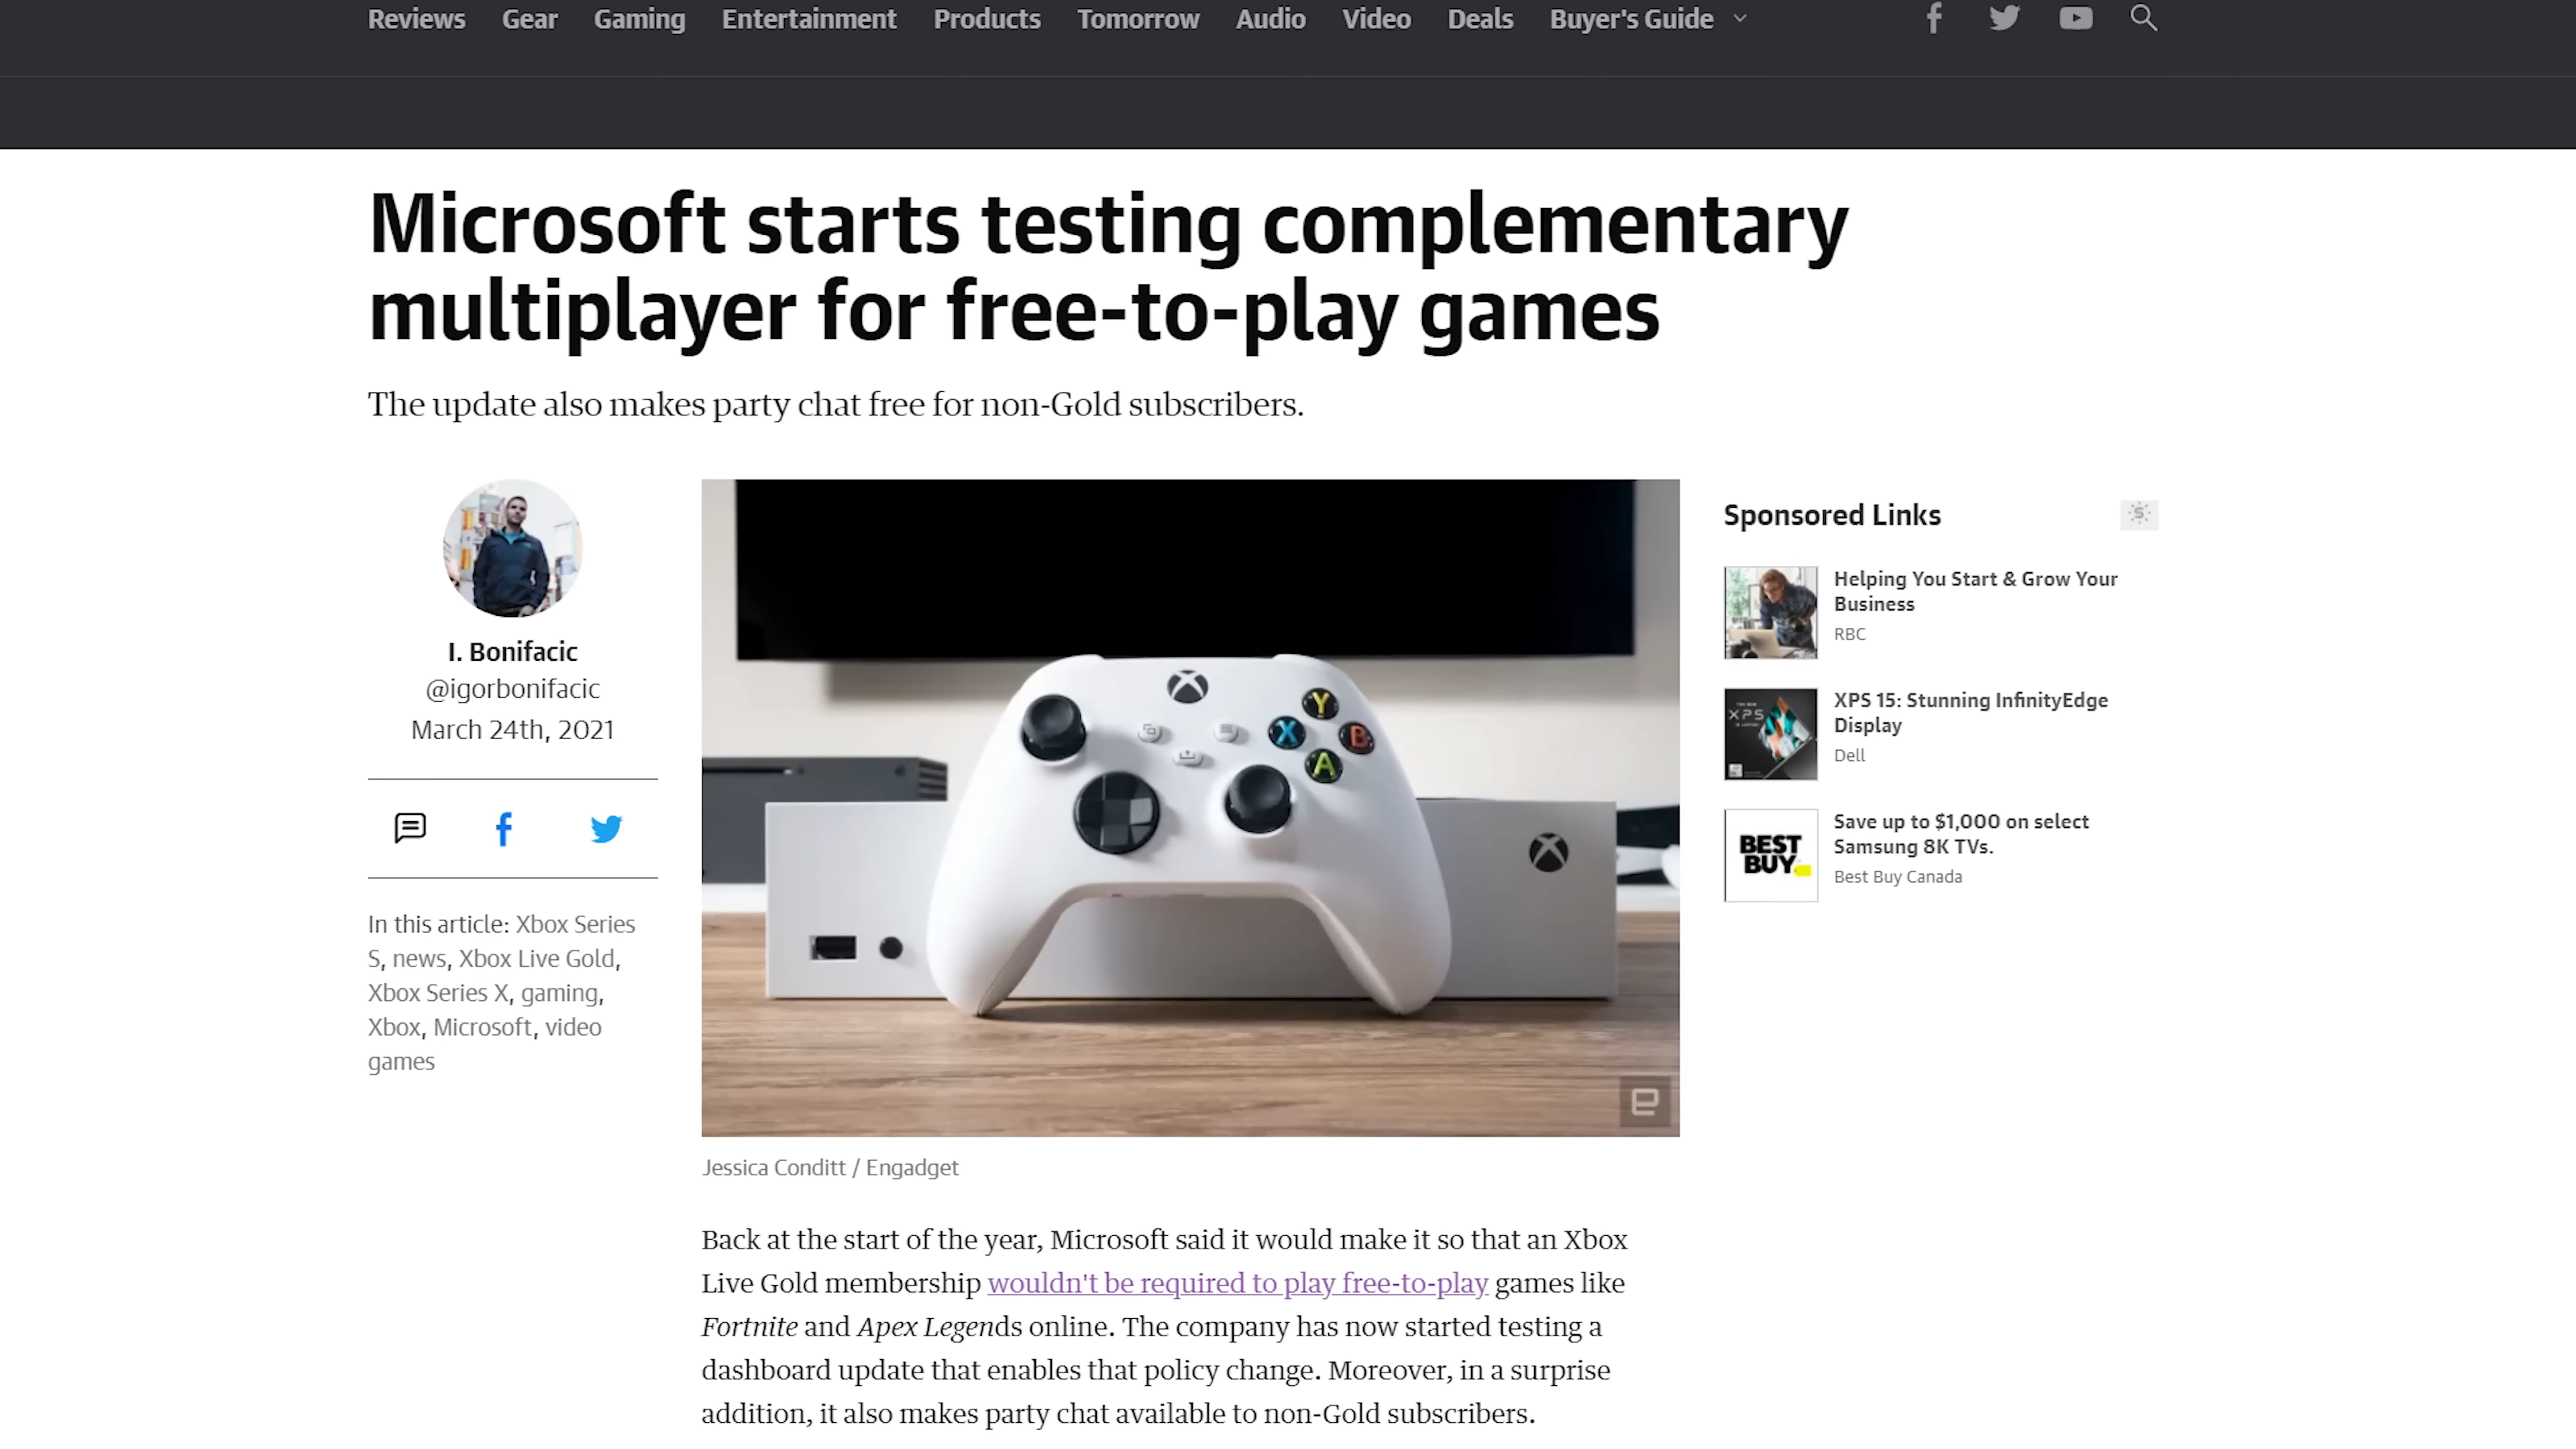 Reviews Gear Gaming Entertainment Products Tomorrow Audio Video Deals Buyer's Guide
Microsoft starts testing complementary
multiplayer for free-to-play games
The update also makes party chat free for non-Gold subscribers.
I. Bonifacic
@igorbonifacic
March 24th, 2021
In this article: Xbox Series
S, news, Xbox Live Gold,
Xbox Series X, gaming,
Xbox, Microsoft, video
games
Y
X
B
A
Jessica Conditt / Engadget
Back at the start of the year, Microsoft said it would make it so that an Xbox
Live Gold membership wouldn't be required to play free-to-play games like
Fortnite and Apex Legends online. The company has now started testing a
dashboard update that enables that policy change. Moreover, in a surprise
addition, it also makes party chat available to non-Gold subscribers.
Sponsored Links
Helping You Start & Grow Your
Business
RBC
XPS
XPS 15: Stunning InfinityEdge
Display
Dell
BEST
BUY
Save up to $1,000 on select
Samsung 8K TVs.
Best Buy Canada